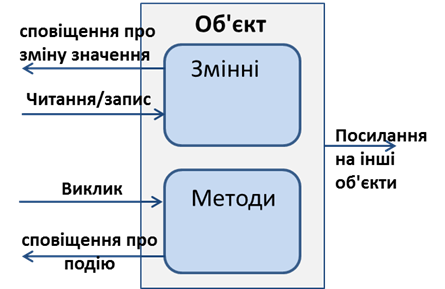 Об'єкт
сповіщення про
зміну значення
Змінні
Читання/запис
Посилання
на інші
об'єкти
Виклик
Методи
сповіщення про
подію